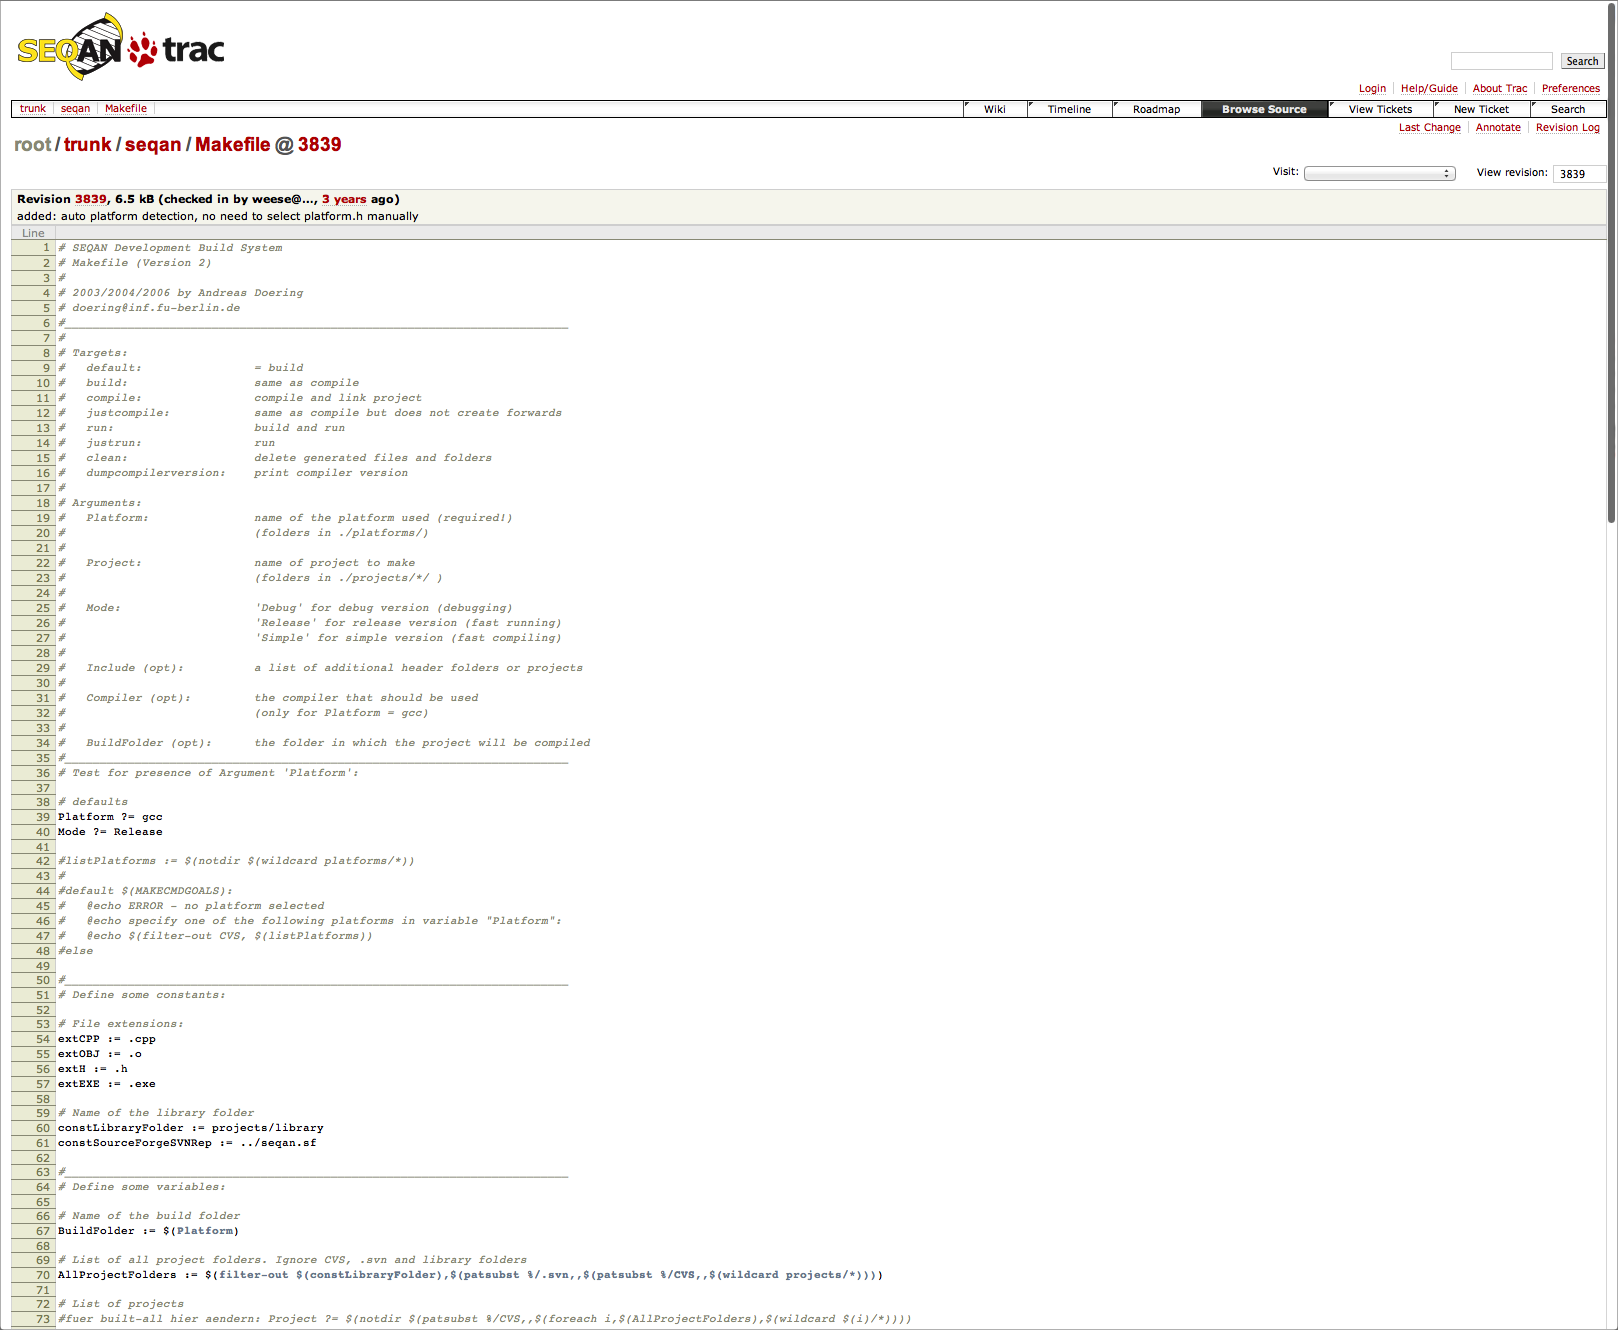 SEQAN trac
Search
Login Help/Guide About Trac Preferences
trunk seqan Makefile Wiki Timeline Roadmap Browse Source View Tickets New Ticket Search
Last Change Annotate Revision Log
root/trunk/seqan/Makefile @ 3839
Visit: View revision: 3839
Revision 3839, 6.5 kB (checked in by weese@..., 3 years ago)
added: auto platform detection, no need to select platform.h manually
Line
1 # SEQAN Development Build System
2 # Makefile (Version 2)
3 #
4 # 2003/2004/2006 by Andreas Doering
5 # doering@inf.fu-berlin.de
6 #________________________________________________________________________
7 #
8 # Targets:
9 #   default:                = build
10 #   build:                  same as compile
11 #   compile:                compile and link project
12 #   justcompile:            same as compile but does not create forwards
13 #   run:                    build and run
14 #   justrun:                run
15 #   clean:                  delete generated files and folders
16 #   dumpcompilerversion:    print compiler version
17 #
18 # Arguments:
19 #   Platform:               name of the platform used (required!)
20 #                           (folders in ./platforms/)
21 #
22 #   Project:                name of project to make
23 #                           (folders in ./projects/*/ )
24 #
25 #   Mode:                   'Debug' for debug version (debugging)
26 #                           'Release' for release version (fast running)
27 #                           'Simple' for simple version (fast compiling)
28 #
29 #   Include (opt):          a list of additional header folders or projects
30 #
31 #   Compiler (opt):         the compiler that should be used
32 #                           (only for Platform = gcc)
33 #
34 #   BuildFolder (opt):      the folder in which the project will be compiled
35 #________________________________________________________________________
36 # Test for presence of Argument 'Platform':
37
38 # defaults
39 Platform ?= gcc
40 Mode ?= Release
41
42 #listPlatforms := $(notdir $(wildcard platforms/*))
43 #
44 #default $(MAKECMDGOALS):
45 #   @echo ERROR - no platform selected
46 #   @echo specify one of the following platforms in variable "Platform":
47 #   @echo $(filter-out CVS, $(listPlatforms))
48 #else
49
50 #________________________________________________________________________
51 # Define some constants:
52
53 # File extensions:
54 extCPP := .cpp
55 extOBJ := .o
56 extH := .h
57 extEXE := .exe
58
59 # Name of the library folder
60 constLibraryFolder := projects/library
61 constSourceForgeSVNRep := ../seqan.sf
62
63 #________________________________________________________________________
64 # Define some variables:
65
66 # Name of the build folder
67 BuildFolder := $(Platform)
68
69 # List of all project folders. Ignore CVS, .svn and library folders
70 AllProjectFolders := $(filter-out $(constLibraryFolder),$(patsubst %/.svn,,$(patsubst %/CVS,,$(wildcard projects/*))))
71
72 # List of projects
73 #fuer built-all hier aendern: Project ?= $(notdir $(patsubst %/CVS,,$(foreach i,$(AllProjectFolders),$(wildcard $(i)/*))))